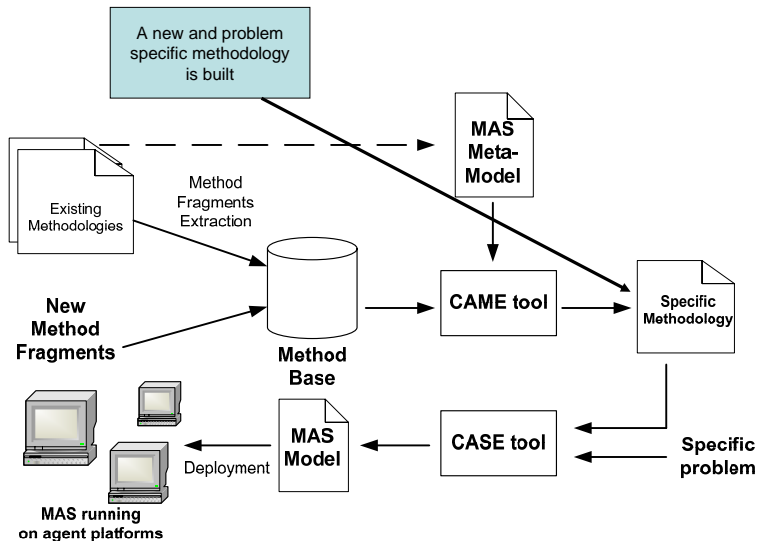 A new and problem
specific methodology
is built
MAS
Meta-
Model
Existing
Methodologies
Method
Fragments
Extraction
New
Method
Fragments
Method
Base
CAME tool
Specific
Methodology
MAS
Model
Deployment
CASE tool
Specific
problem
MAS running
on agent platforms